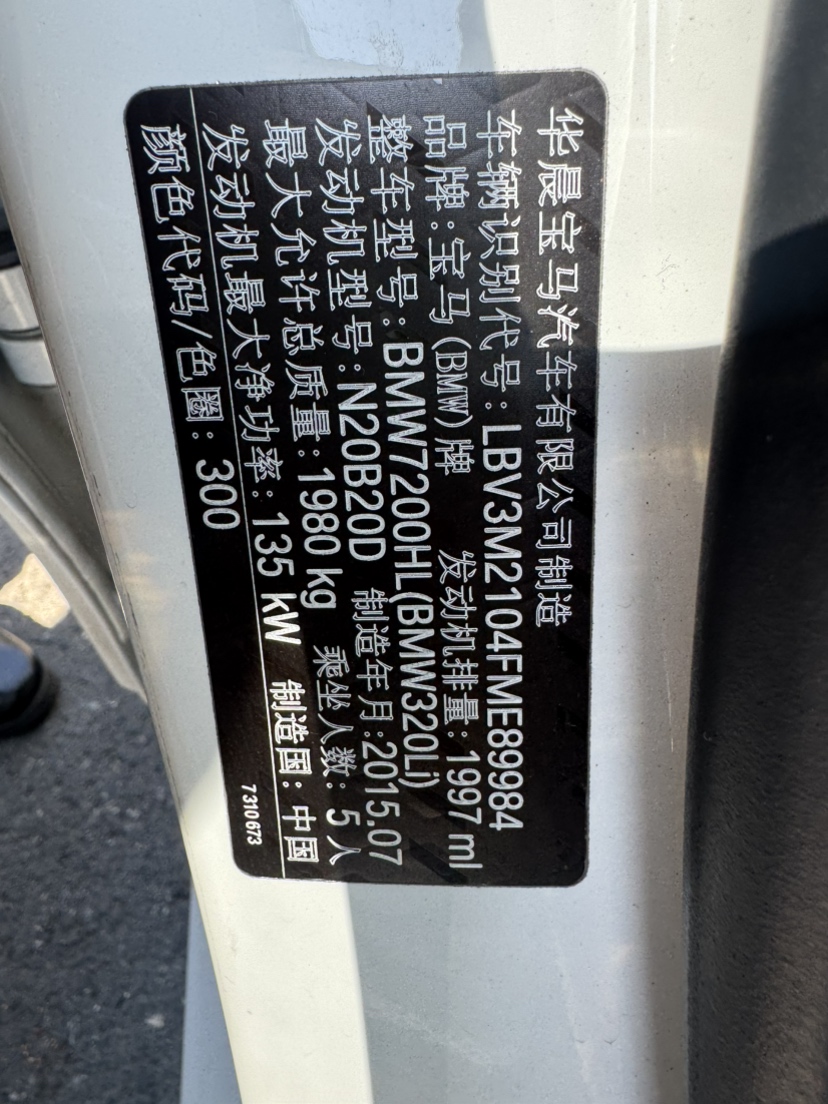 华晨宝马汽车有限公司制造
车辆识别代号:LBV3M2104FME89984
品牌:宝马(BMW)牌 发动机排量:1997 ml
整车型号:BMW7200HL(BMW320Li)
发动机型号:N20B20D 制造年月:2015.07
最大允许总质量:1980 kg 乘坐人数:5人
发动机最大净功率:135 kW 制造国:中国
颜色代码/色圈:300
7310673